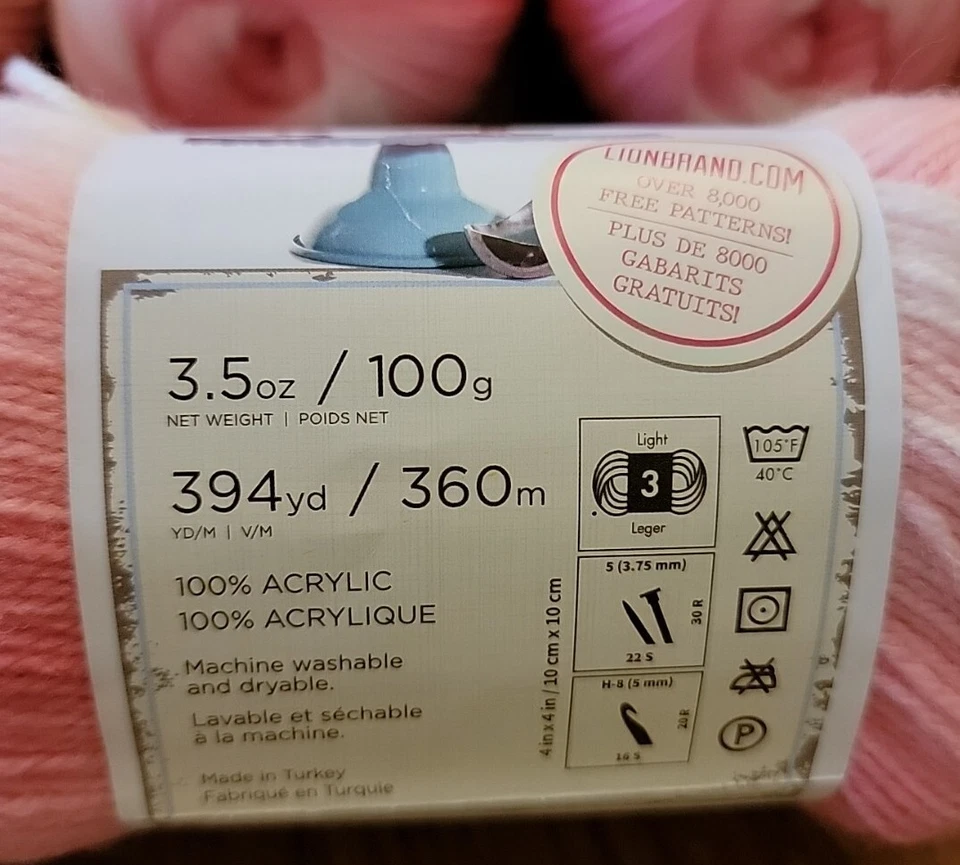 LIONBRAND.COM
OVER 8,000
FREE PATTERNS!
PLUS DE 8000
GABARITS
GRATUITS!
3.5oz / 100g
NET WEIGHT | POIDS NET
394yd / 360m
YD/M | V/M
100% ACRYLIC
100% ACRYLIQUE
Machine washable
and dryable.
Lavable et séchable
à la machine.
Made in Turkey
Fabriqué en Turquie
4 in x 4 in / 10 cm x 10 cm
Light
3
Leger
5 (3.75 mm)
30 R
22 S
H-8 (5 mm)
20 R
16 S
105°F
40°C
P